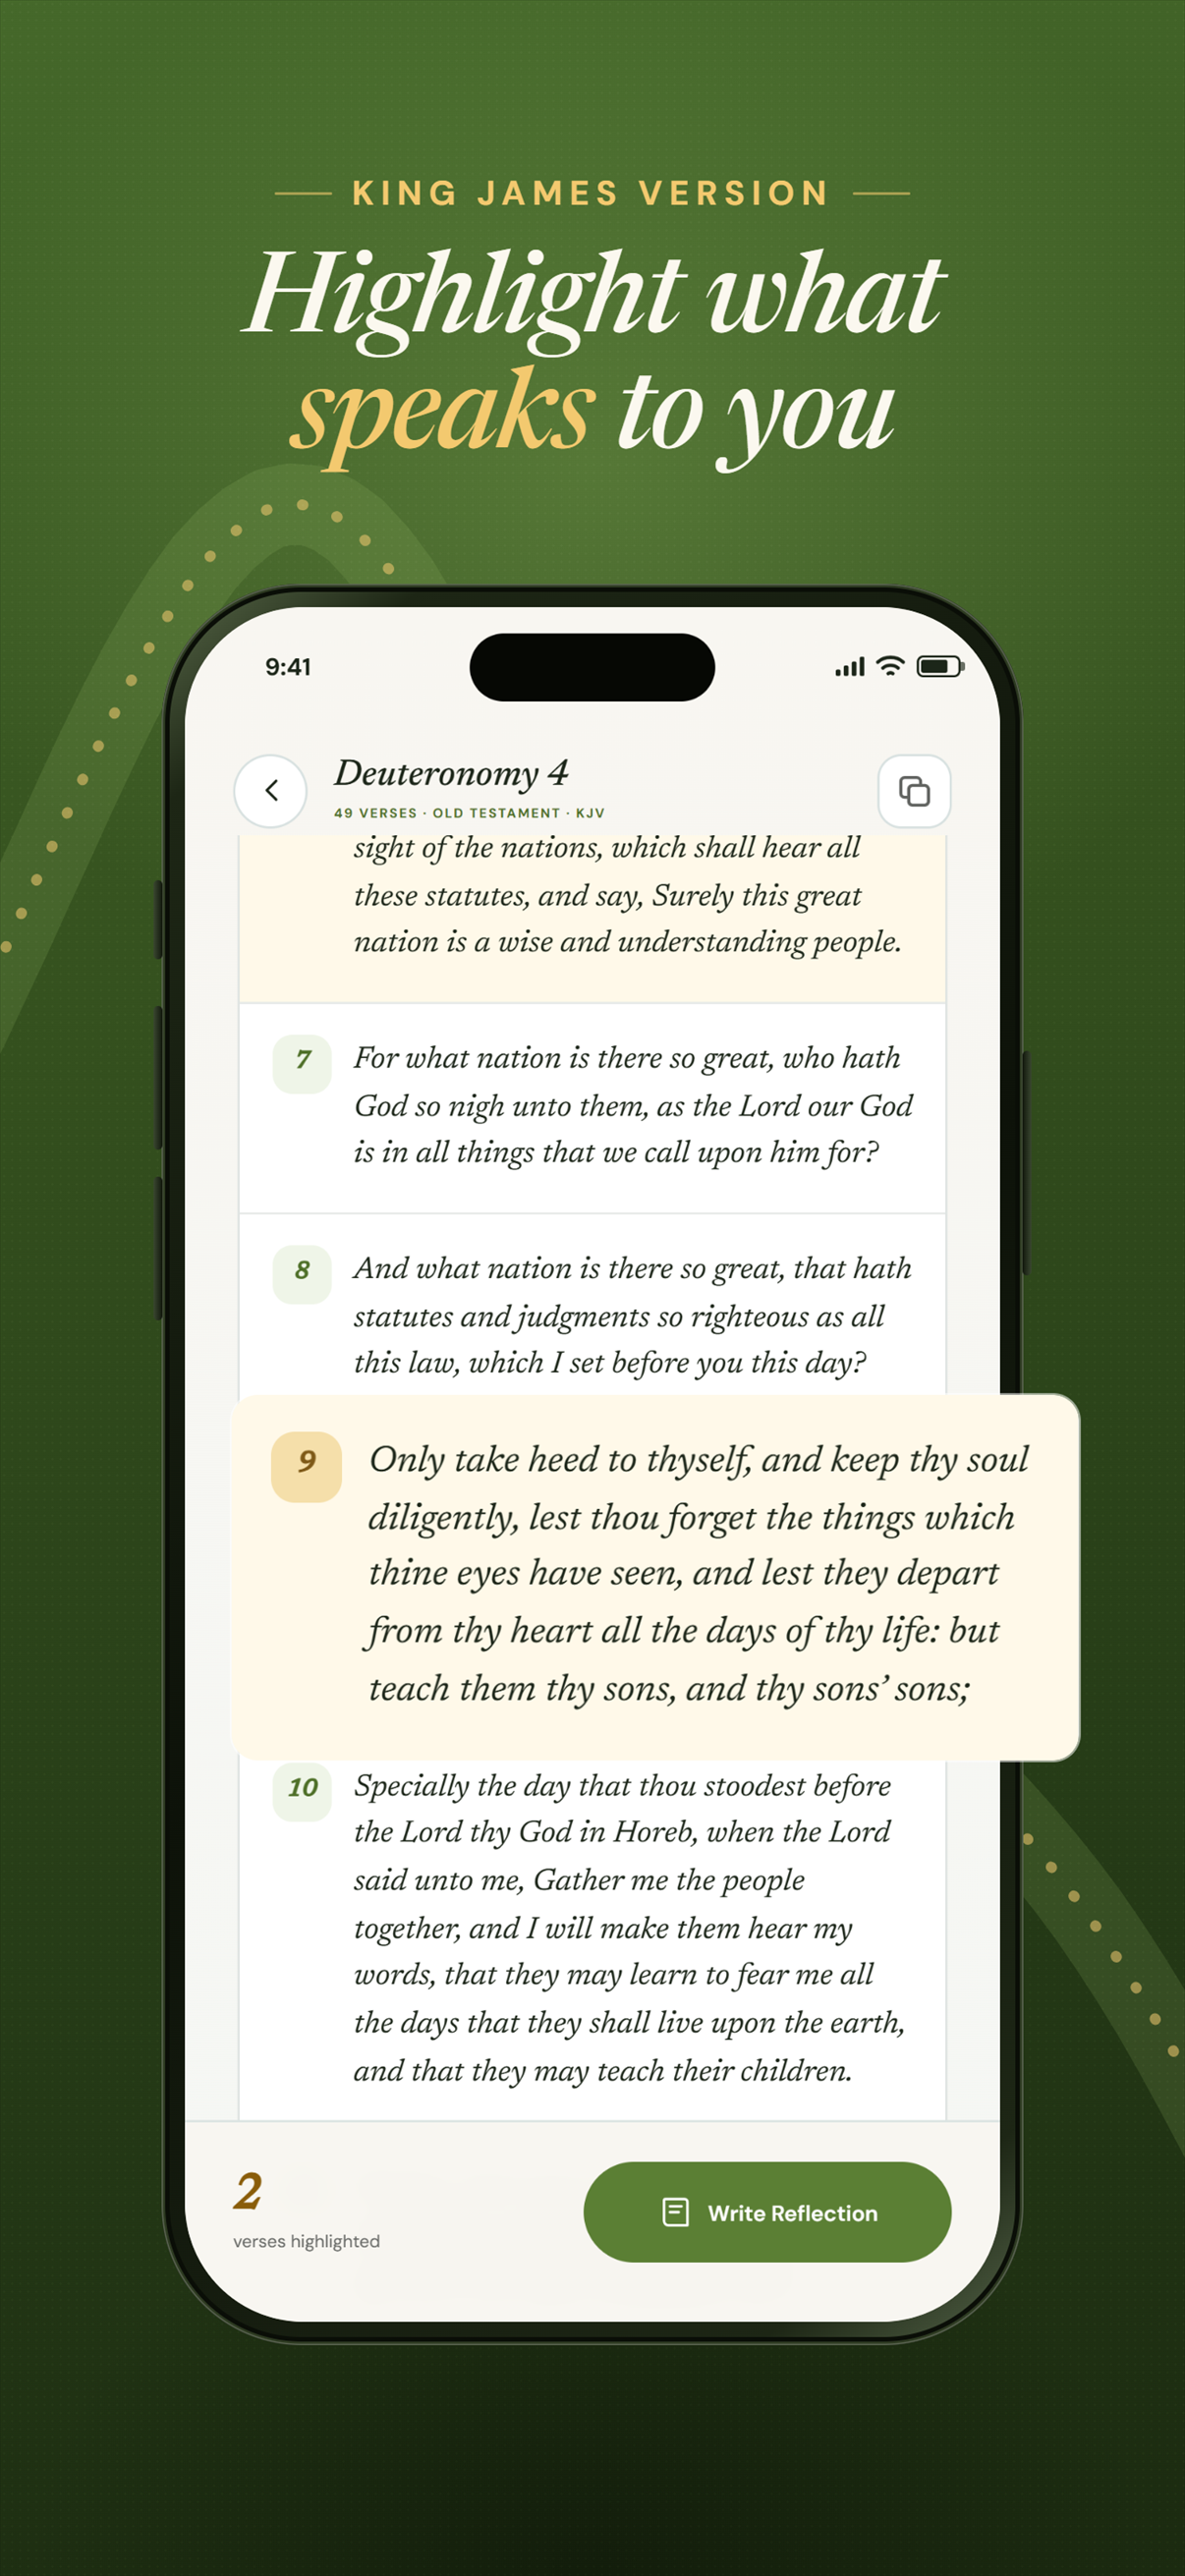 KING JAMES VERSION
Highlight what
speaks to you
9:41
Deuteronomy 4
49 VERSES · OLD TESTAMENT · KJV
sight of the nations, which shall hear all
these statutes, and say, Surely this great
nation is a wise and understanding people.
7 For what nation is there so great, who hath
God so nigh unto them, as the Lord our God
is in all things that we call upon him for?
8 And what nation is there so great, that hath
statutes and judgments so righteous as all
this law, which I set before you this day?
9 Only take heed to thyself, and keep thy soul
diligently, lest thou forget the things which
thine eyes have seen, and lest they depart
from thy heart all the days of thy life: but
teach them thy sons, and thy sons’ sons;
10 Specially the day that thou stoodest before
the Lord thy God in Horeb, when the Lord
said unto me, Gather me the people
together, and I will make them hear my
words, that they may learn to fear me all
the days that they shall live upon the earth,
and that they may teach their children.
2
verses highlighted
Write Reflection